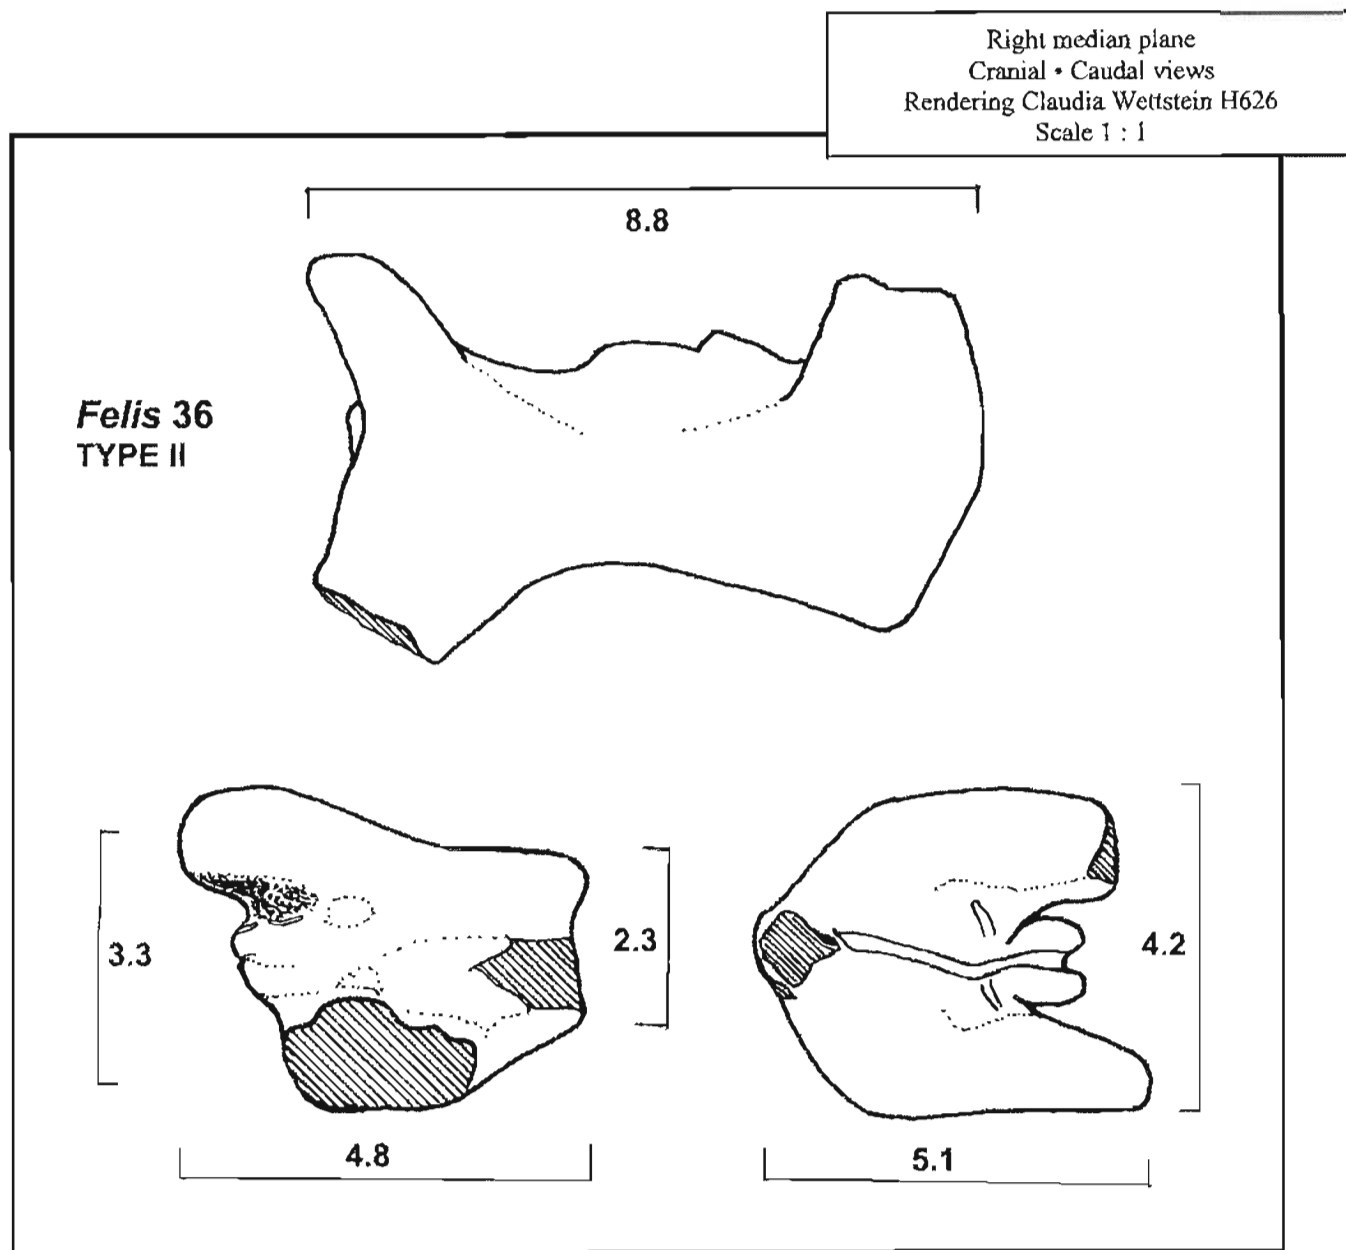 Right median plane
Cranial • Caudal views
Rendering Claudia Wettstein H626
Scale 1 : 1
8.8
Felis 36
TYPE II
3.3
2.3
4.2
4.8
5.1